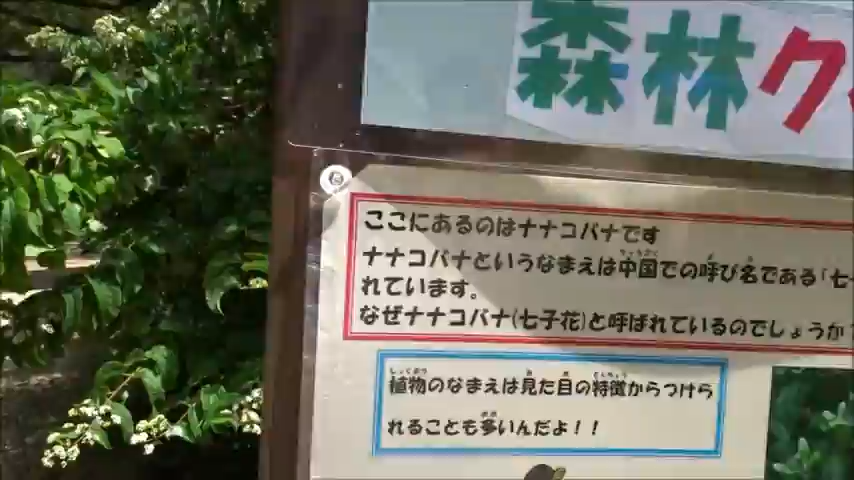 森林ク
ここにあるのはナナコバナです
ナナコバナというなまえは中国での呼び名である「七
れています。
なぜナナコバナ(七子花)と呼ばれているのでしょうか
植物のなまえは見た目の特徴からつけら
れることも多いんだよ！！